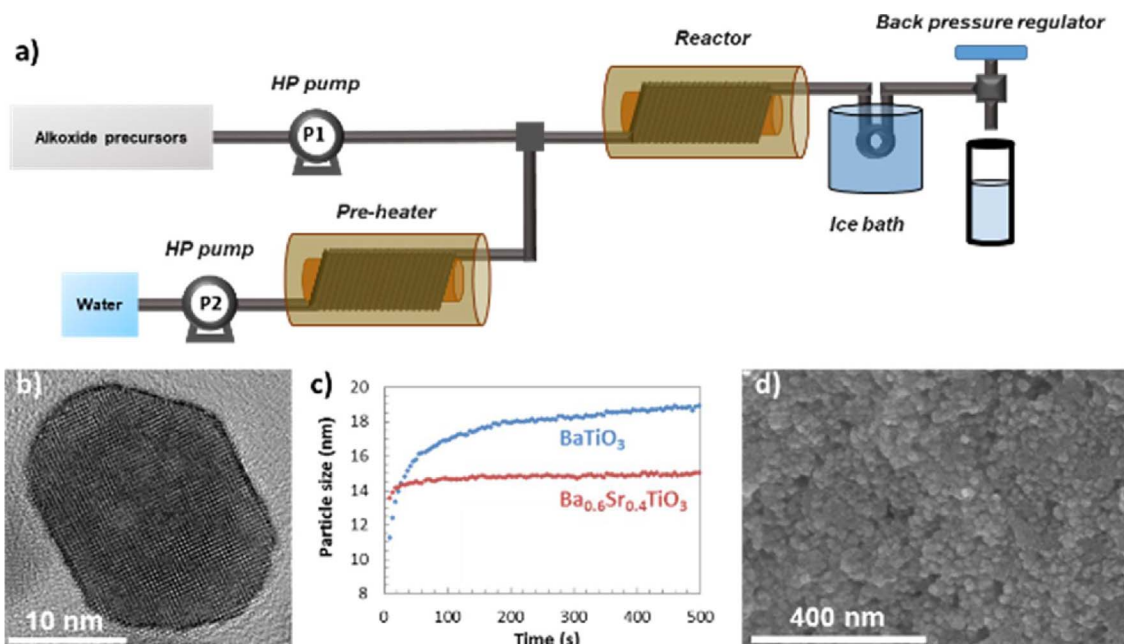 a)
Back pressure regulator
Reactor
HP pump
Alkoxide precursors
P1
Pre-heater
Ice bath
HP pump
Water
P2
b)
10 nm
c)
Particle size (nm)
20
18
16
14
12
10
8
BaTiO₃
Ba₀.₆Sr₀.₄TiO₃
0
100
200
300
400
500
Time (s)
d)
400 nm